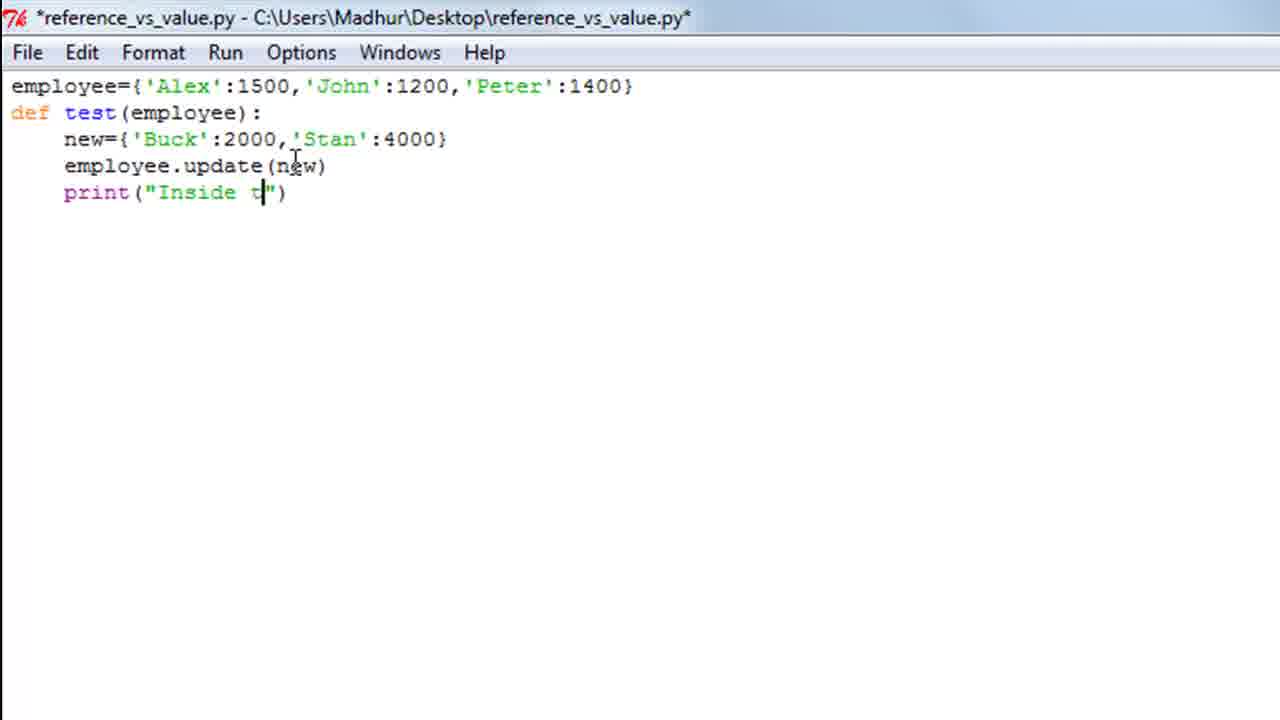 *reference_vs_value.py - C:\Users\Madhur\Desktop\reference_vs_value.py*
File Edit Format Run Options Windows Help
employee={'Alex':1500,'John':1200,'Peter':1400}
def test(employee):
    new={'Buck':2000,'Stan':4000}
    employee.update(new)
    print("Inside t")